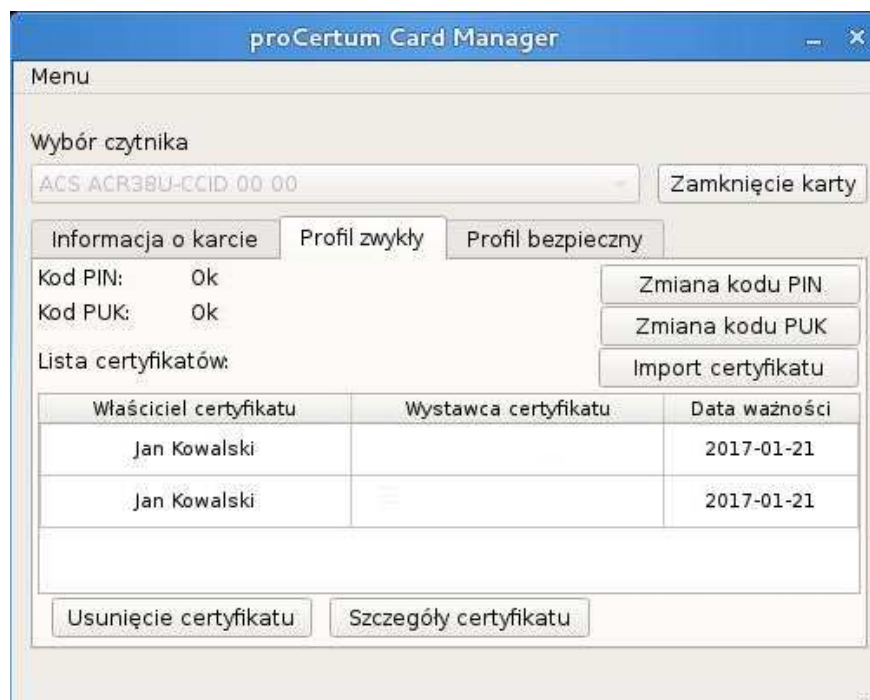 proCertum Card Manager
Menu
Wybór czytnika
ACS ACR38U-CCID 00 00
Zamknięcie karty
Informacja o karcie Profil zwykły Profil bezpieczny
Kod PIN: Ok
Zmiana kodu PIN
Kod PUK: Ok
Zmiana kodu PUK
Lista certyfikatów:
Import certyfikatu
Właściciel certyfikatu Wystawca certyfikatu Data ważności
Jan Kowalski 2017-01-21
Jan Kowalski 2017-01-21
Usunięcie certyfikatu Szczegóły certyfikatu